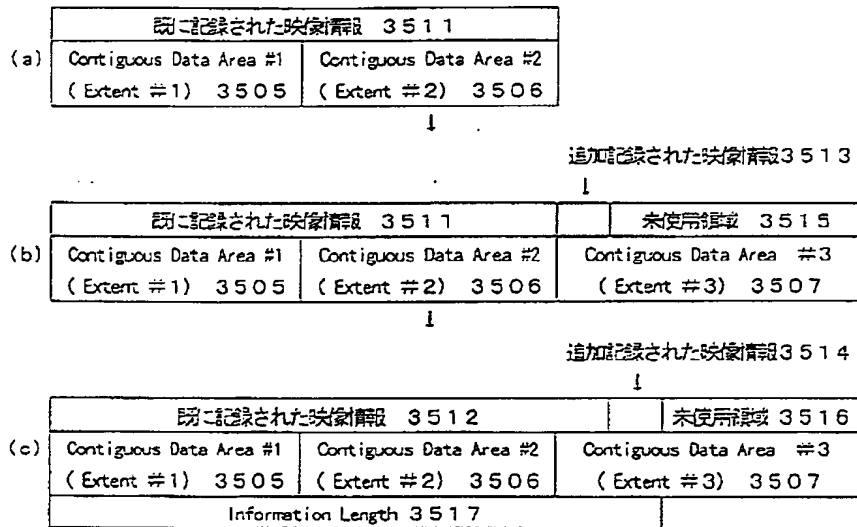 既に記録された映像情報 3511
(a) Contiguous Data Area #1 Contiguous Data Area #2
(Extent #1) 3505 (Extent #2) 3506
追加記録された映像情報3513
既に記録された映像情報 3511 未使用領域 3515
(b) Contiguous Data Area #1 Contiguous Data Area #2 Contiguous Data Area #3
(Extent #1) 3505 (Extent #2) 3506 (Extent #3) 3507
追加記録された映像情報3514
既に記録された映像情報 3512 未使用領域 3516
(c) Contiguous Data Area #1 Contiguous Data Area #2 Contiguous Data Area #3
(Extent #1) 3505 (Extent #2) 3506 (Extent #3) 3507
Information Length 3517